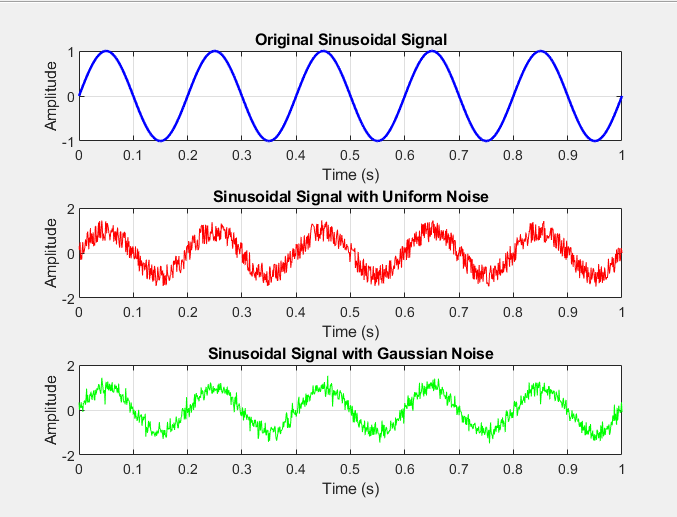 Original Sinusoidal Signal
1
0
-1
Amplitude
0 0.1 0.2 0.3 0.4 0.5 0.6 0.7 0.8 0.9 1
Time (s)
Sinusoidal Signal with Uniform Noise
2
0
-2
Amplitude
0 0.1 0.2 0.3 0.4 0.5 0.6 0.7 0.8 0.9 1
Time (s)
Sinusoidal Signal with Gaussian Noise
2
0
-2
Amplitude
0 0.1 0.2 0.3 0.4 0.5 0.6 0.7 0.8 0.9 1
Time (s)